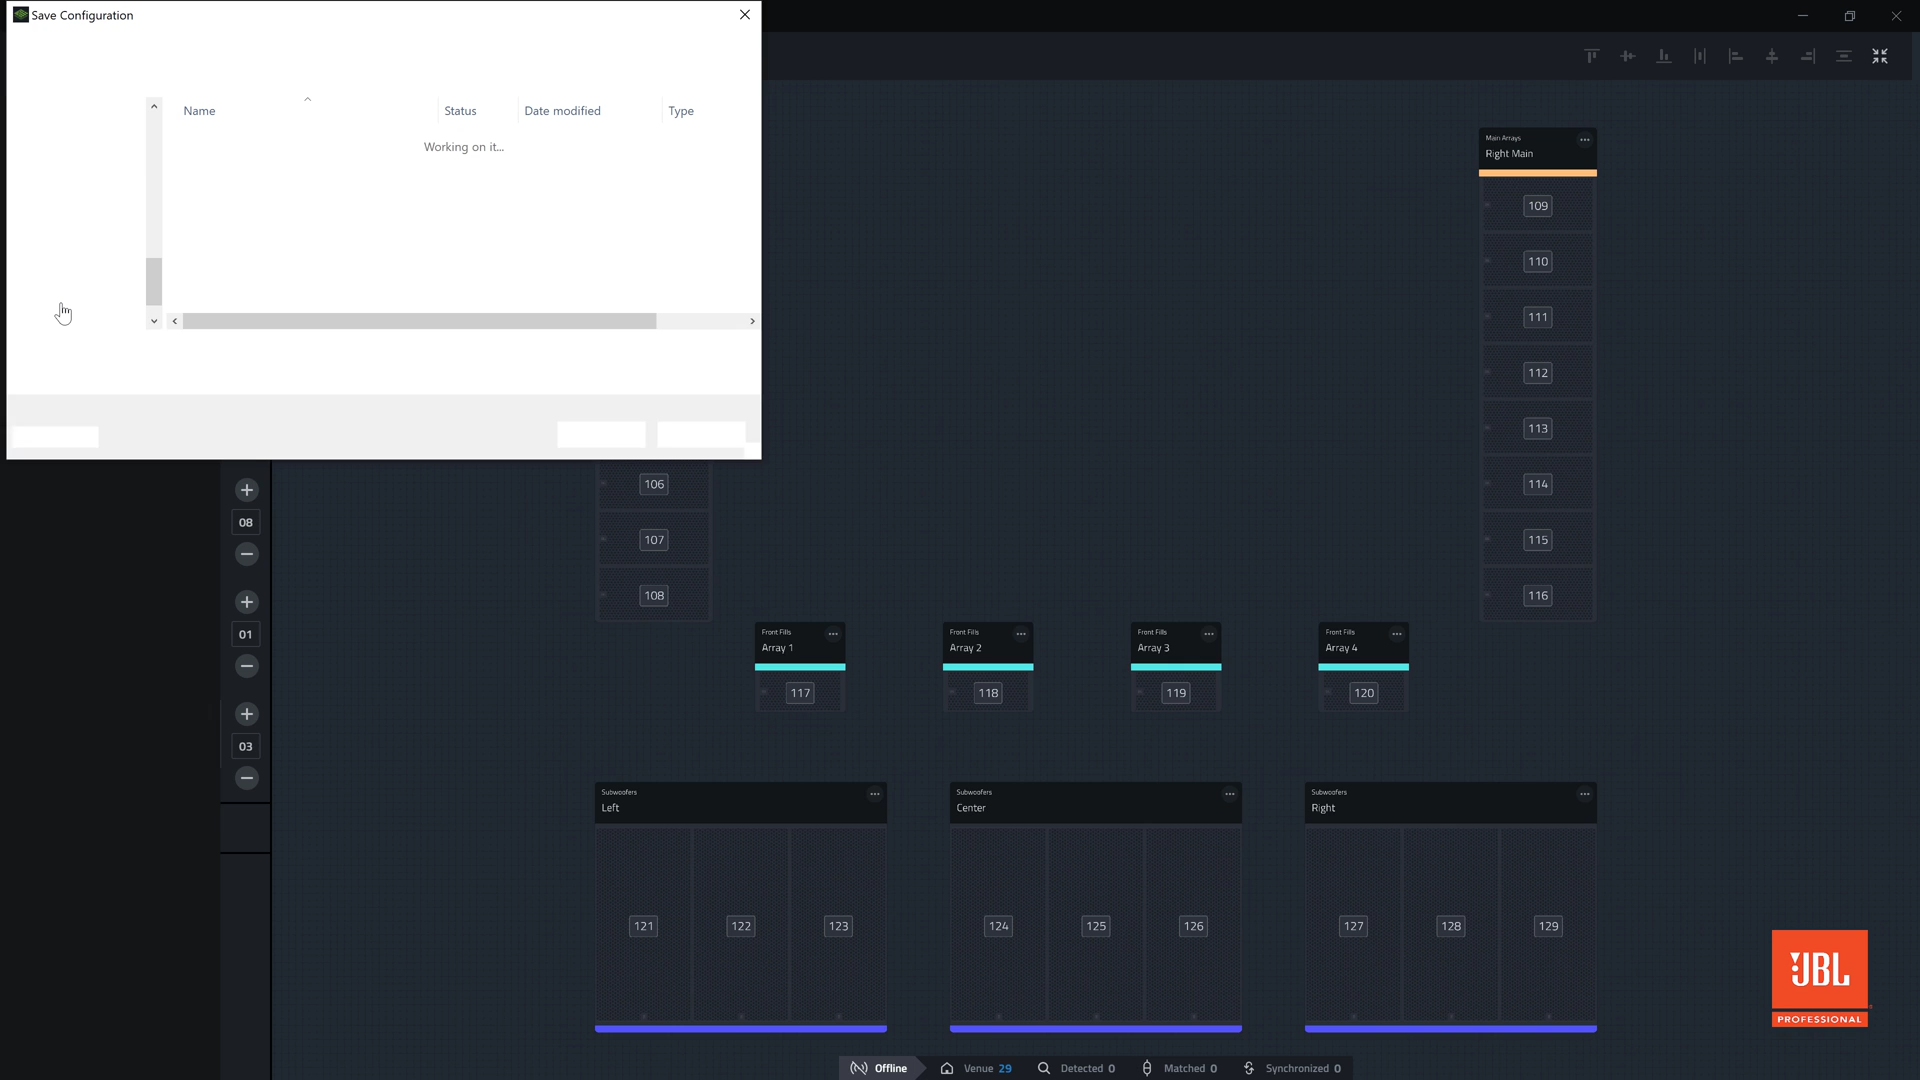 Save Configuration
Name
Status
Date modified
Type
Working on it...
Main Arrays
Right Main
109
110
111
112
113
114
115
116
106
107
108
08
01
03
Front Fills
Array 1
117
Front Fills
Array 2
118
Front Fills
Array 3
119
Front Fills
Array 4
120
Subwoofers
Left
121
122
123
Subwoofers
Center
124
125
126
Subwoofers
Right
127
128
129
JBL
PROFESSIONAL
Offline
Venue 29
Detected 0
Matched 0
Synchronized 0